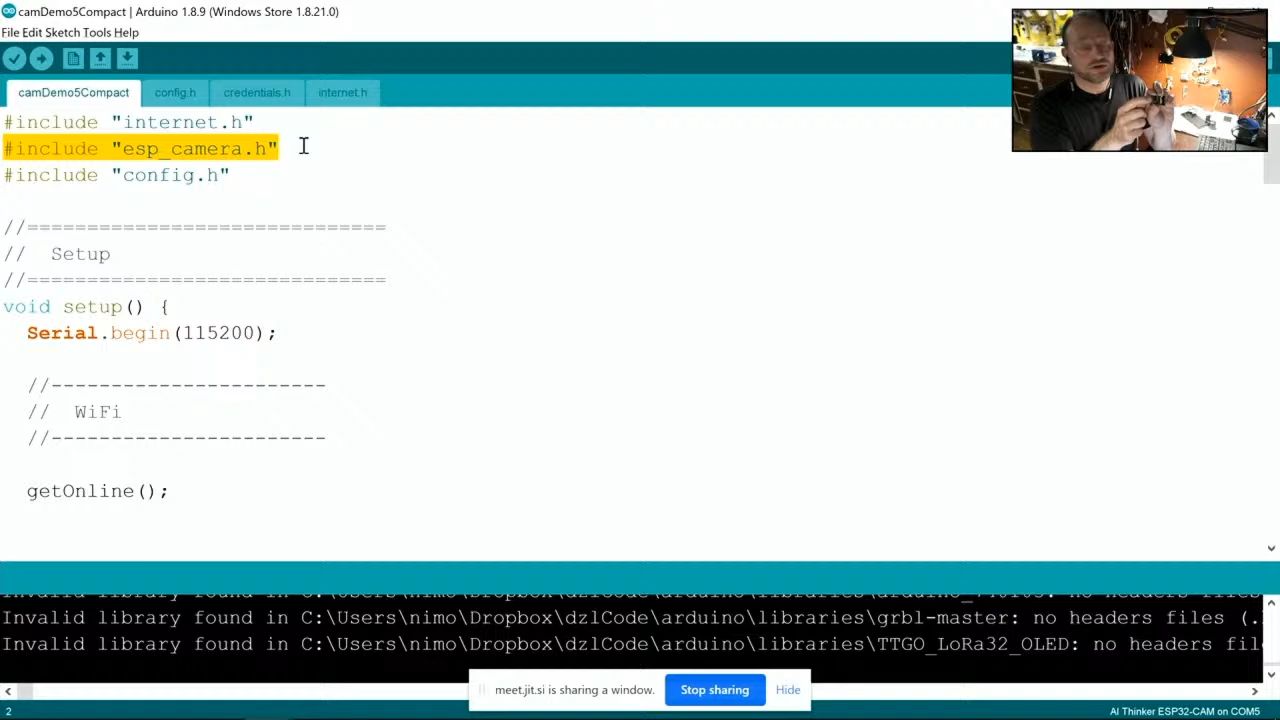 camDemo5Compact | Arduino 1.8.9 (Windows Store 1.8.21.0)
File Edit Sketch Tools Help
camDemo5Compact config.h credentials.h internet.h
#include "internet.h"
#include "esp_camera.h"
#include "config.h"
//==============================
// Setup
//==============================
void setup() {
Serial.begin(115200);
//-----------------------
// WiFi
//-----------------------
getOnline();
Invalid library found in C:\Users\nimo\Dropbox\dzlCode\arduino\libraries\ no headers files
Invalid library found in C:\Users\nimo\Dropbox\dzlCode\arduino\libraries\grbl-master: no headers files (.
Invalid library found in C:\Users\nimo\Dropbox\dzlCode\arduino\libraries\TTGO_LoRa32_OLED: no headers fil
meet.jit.si is sharing a window. Stop sharing Hide
2 AI Thinker ESP32-CAM on COM5